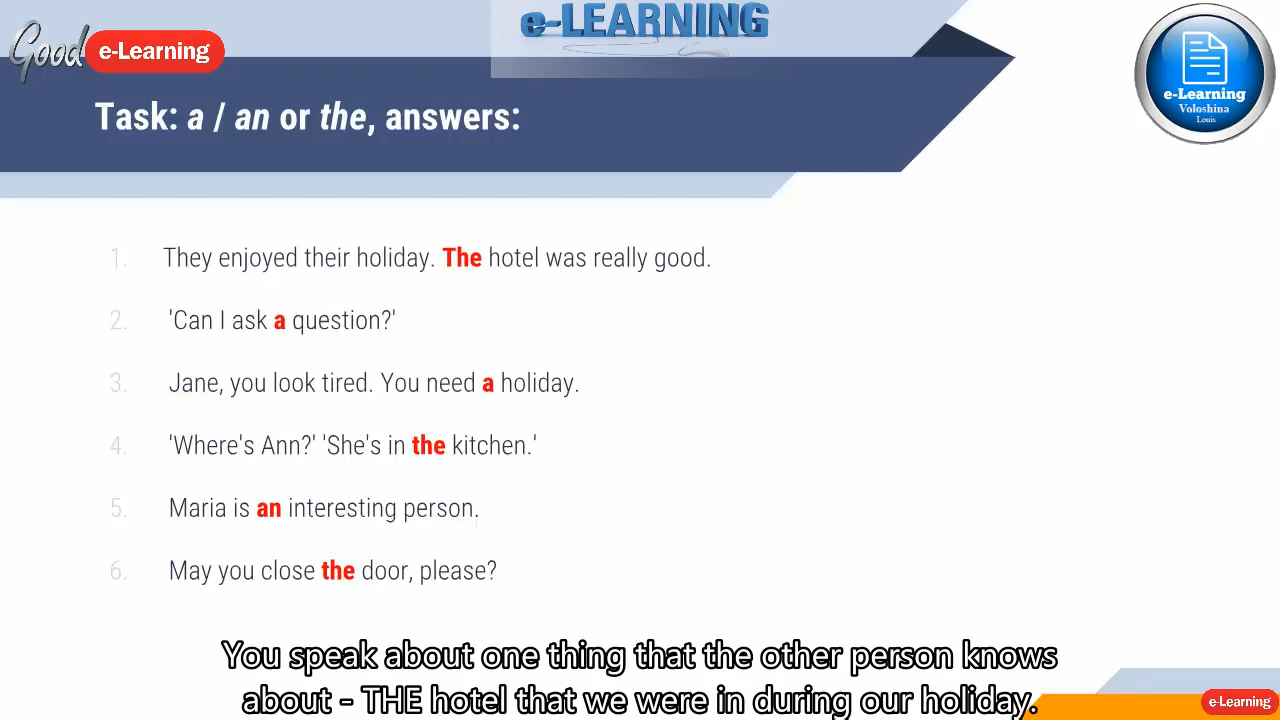 e-LEARNING
Good e-Learning
e-Learning
Voloshina
Louis
Task: a / an or the, answers:
1. They enjoyed their holiday. The hotel was really good.
2. 'Can I ask a question?'
3. Jane, you look tired. You need a holiday.
4. 'Where's Ann?' 'She's in the kitchen.'
5. Maria is an interesting person.
6. May you close the door, please?
You speak about one thing that the other person knows
about - THE hotel that we were in during our holiday.
e-Learning